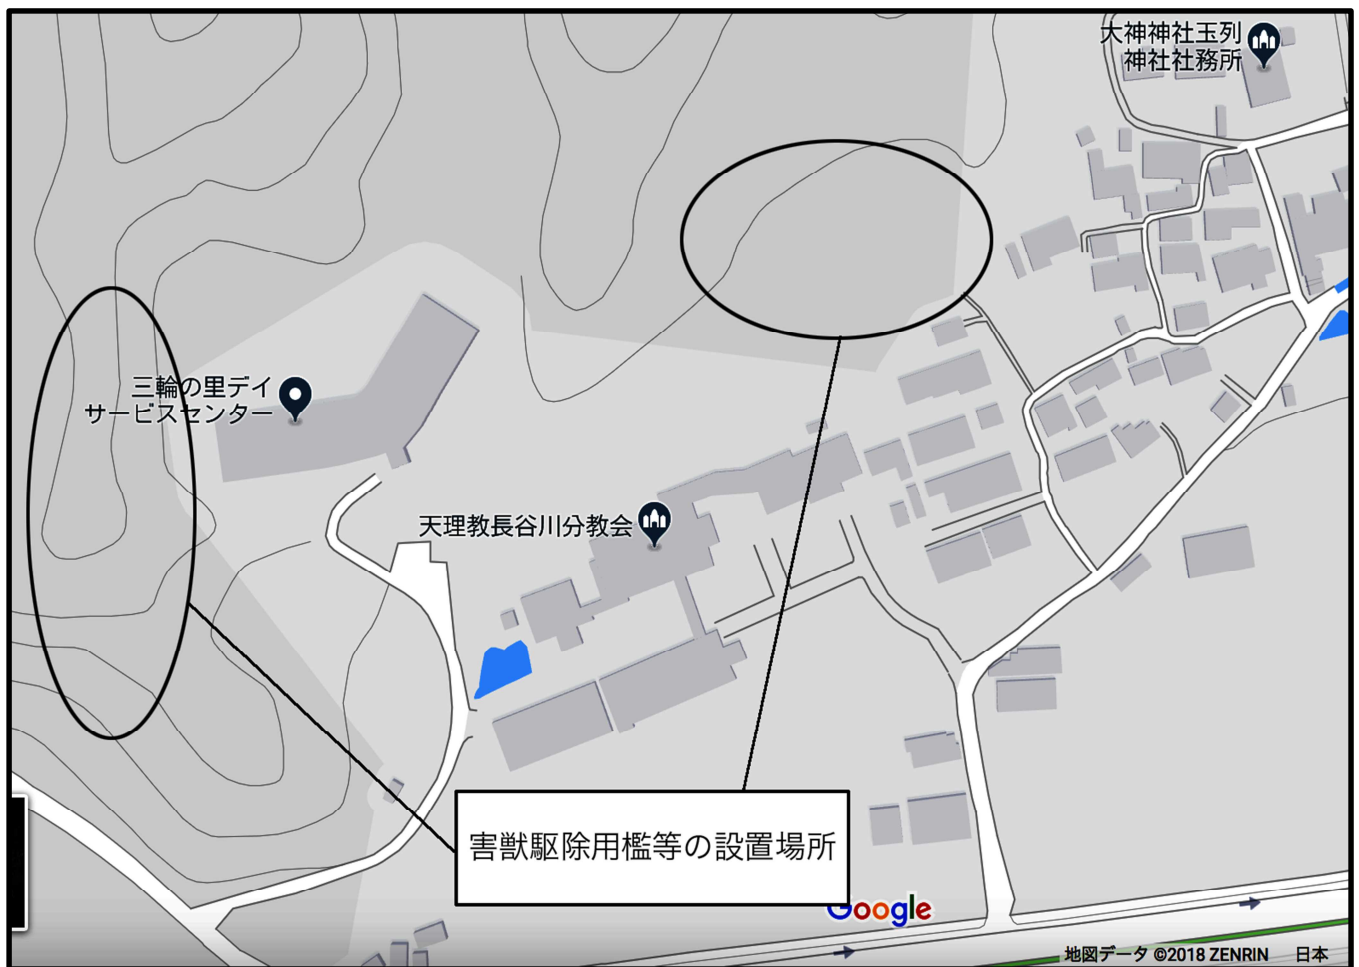 大神神社玉列
神社社務所
三輪の里デイ
サービスセンター
天理教長谷川分教会
害獣駆除用檻等の設置場所
Google
地図データ ©2018 ZENRIN 日本